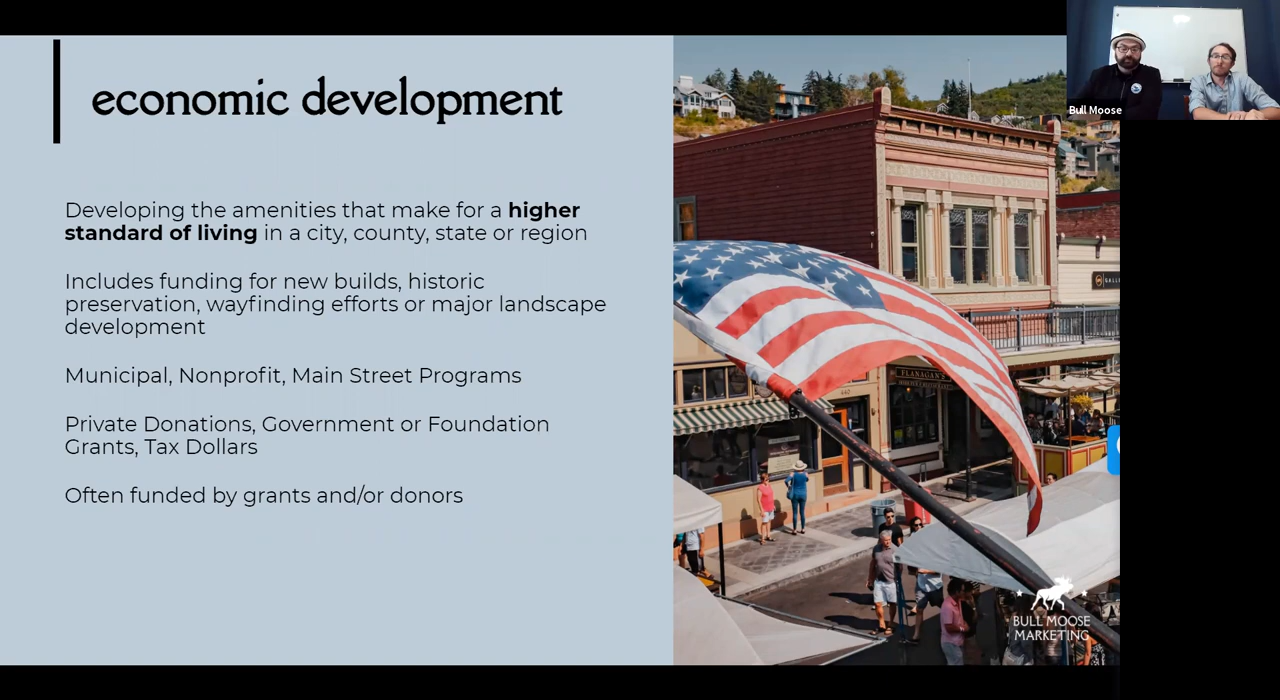 economic development
Developing the amenities that make for a higher
standard of living in a city, county, state or region
Includes funding for new builds, historic
preservation, wayfinding efforts or major landscape
development
Municipal, Nonprofit, Main Street Programs
Private Donations, Government or Foundation
Grants, Tax Dollars
Often funded by grants and/or donors
Bull Moose
FLANAGAN'S
BULL MOOSE
MARKETING